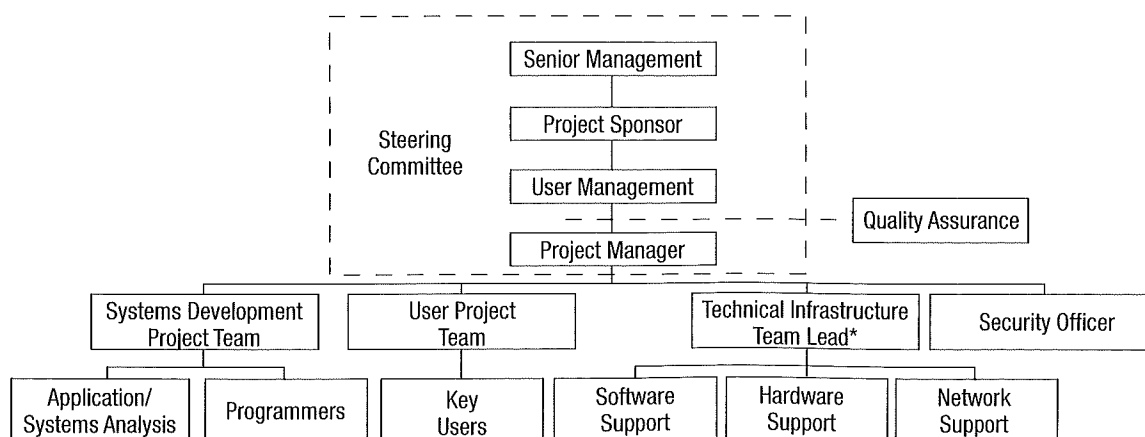 Senior Management
Project Sponsor
Steering
Committee
User Management
Quality Assurance
Project Manager
Systems Development
Project Team
User Project
Team
Technical Infrastructure
Team Lead*
Security Officer
Application/
Systems Analysis
Programmers
Key
Users
Software
Support
Hardware
Support
Network
Support